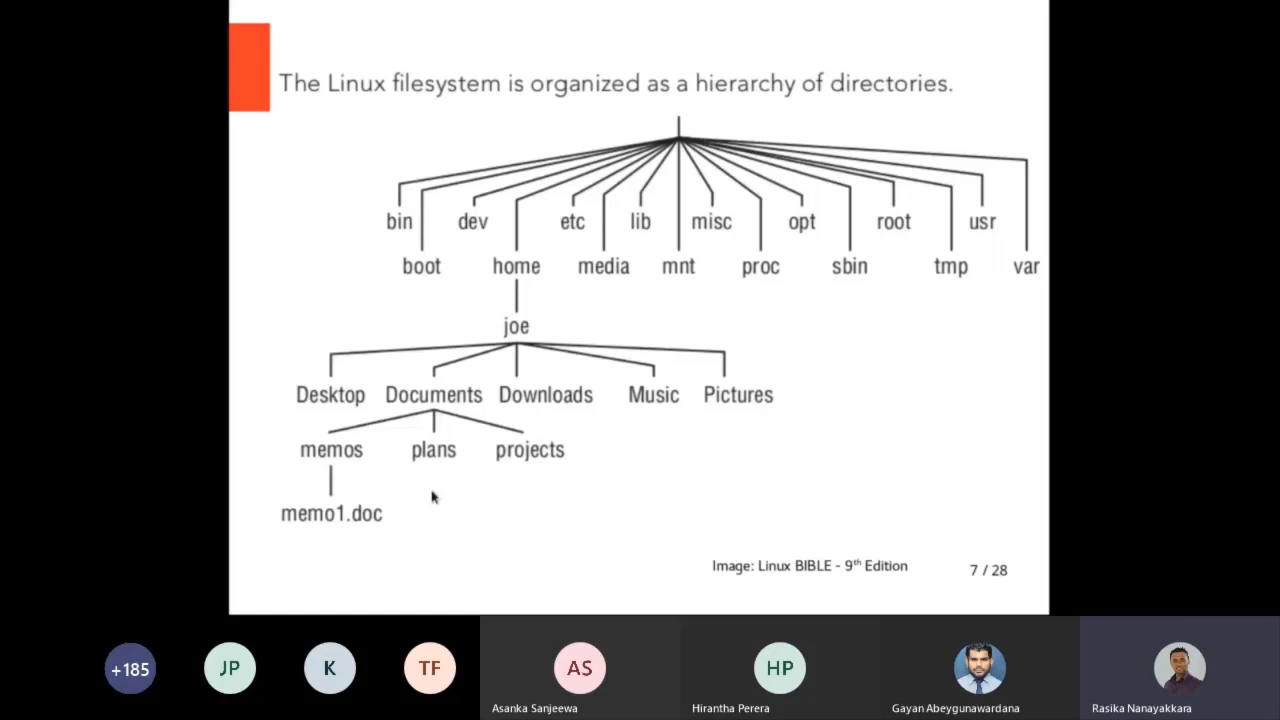 The Linux filesystem is organized as a hierarchy of directories.
bin dev etc lib misc opt root usr
boot home media mnt proc sbin tmp var
joe
Desktop Documents Downloads Music Pictures
memos plans projects
memo1.doc
Image: Linux BIBLE - 9th Edition 7 / 28
+185 JP K TF AS HP
Asanka Sanjeewa Hirantha Perera Gayan Abeygunawardana Rasika Nanayakkara